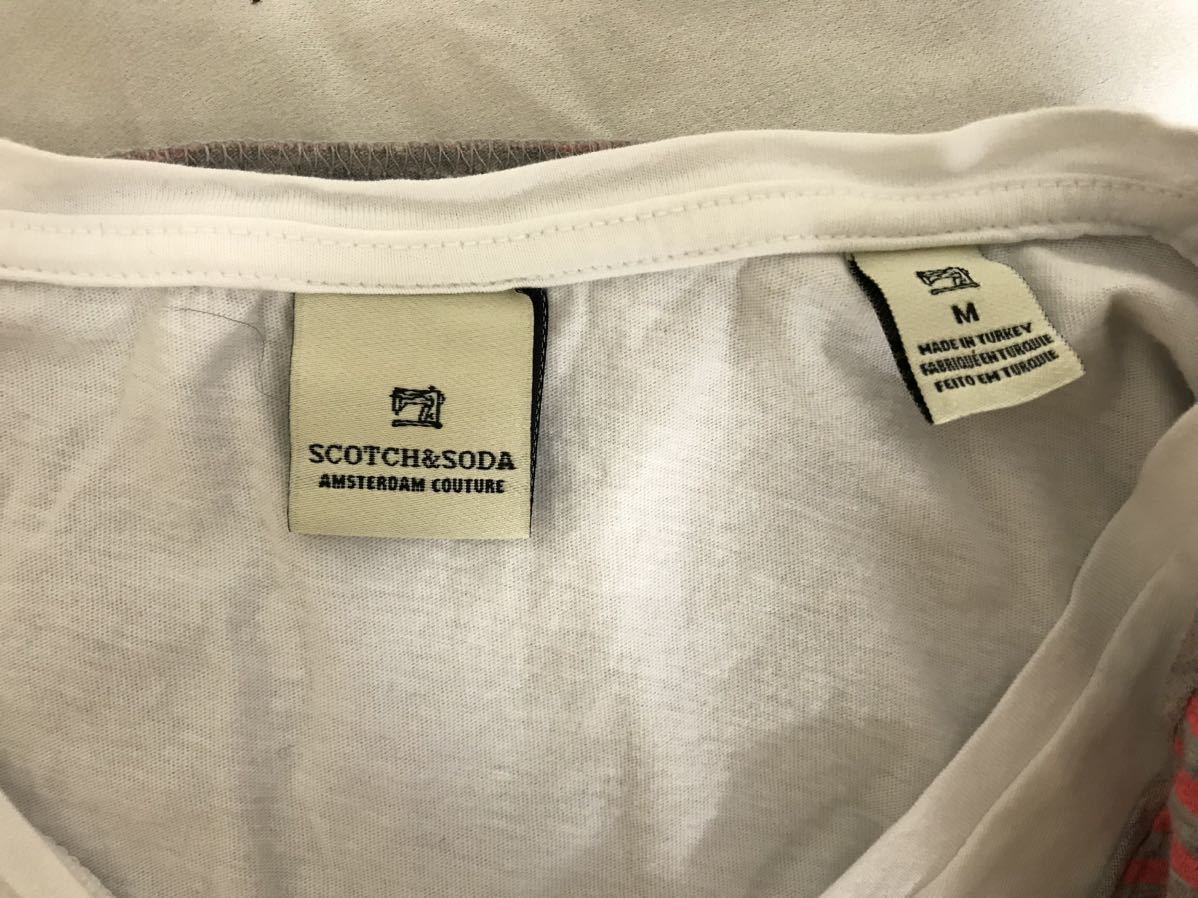 SCOTCH&SODA
AMSTERDAM COUTURE
M
MADE IN TURKEY
FABRIQUÉ EN TURQUIE
FEITO EM TURQUIE